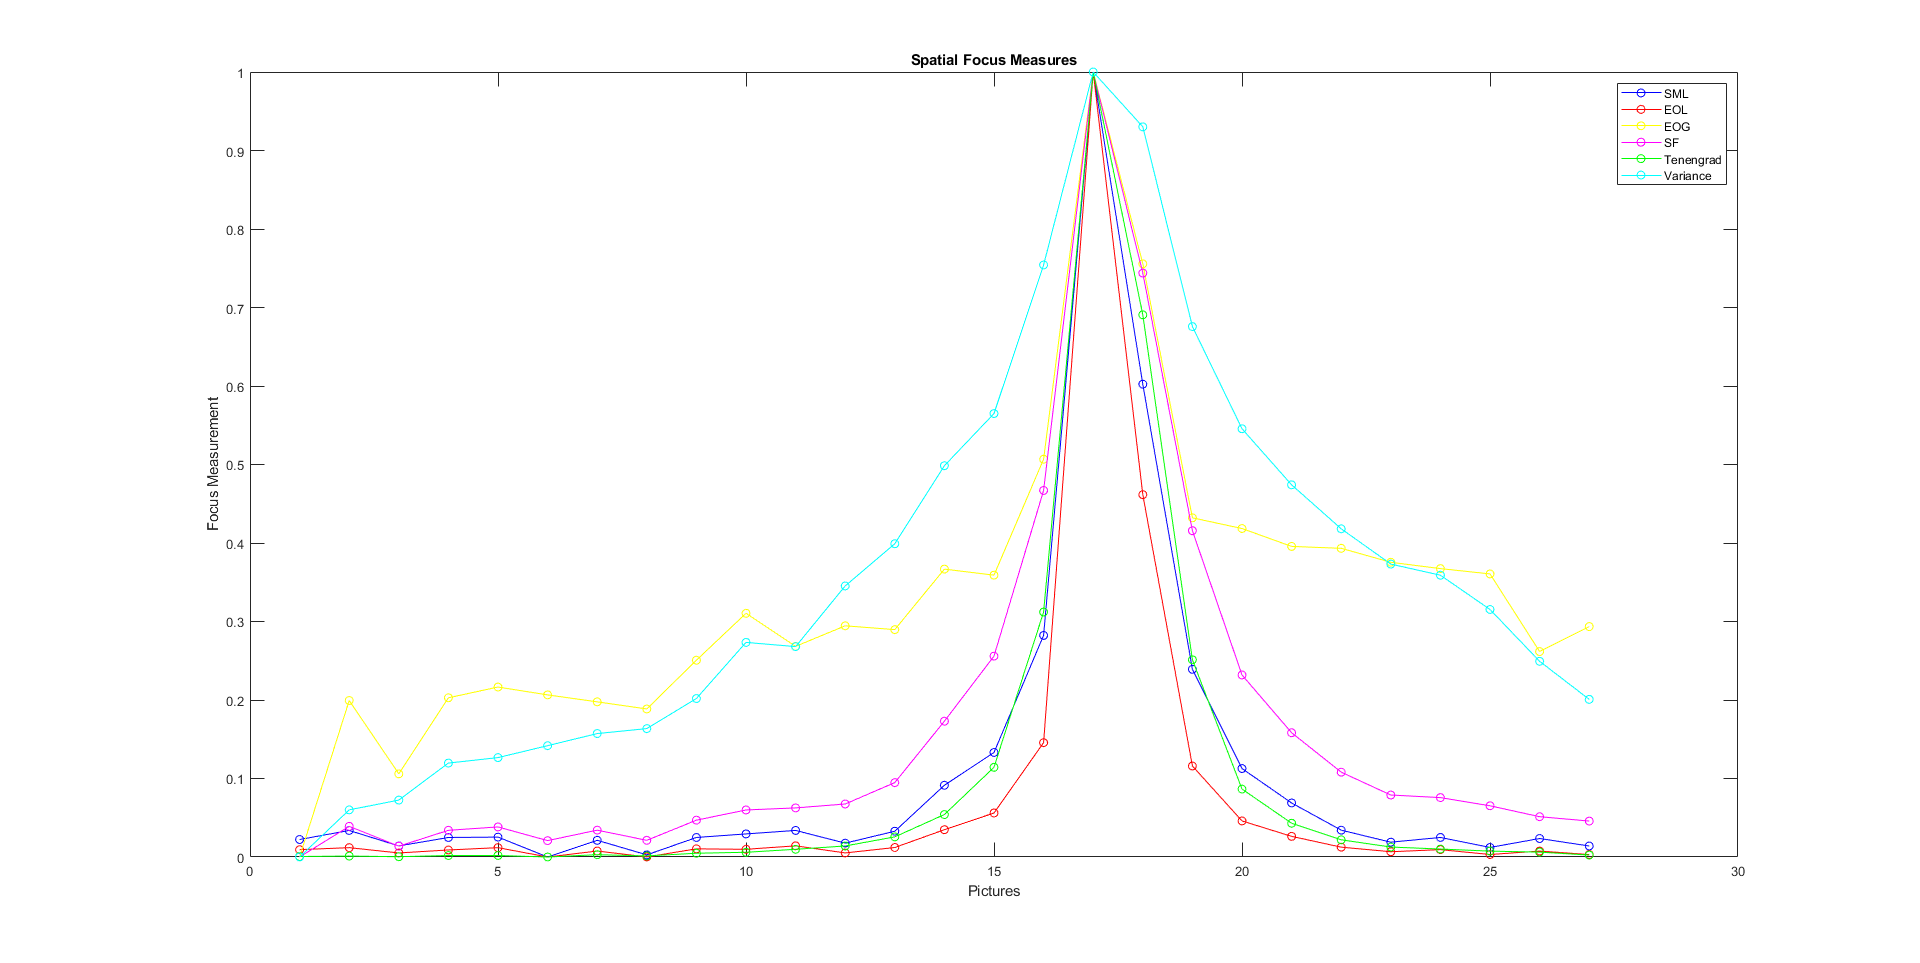 Spatial Focus Measures
1
0.9
0.8
0.7
0.6
0.5
0.4
0.3
0.2
0.1
0
Focus Measurement
SML
EOL
EOG
SF
Tenengrad
Variance
0 5 10 15 20 25 30
Pictures